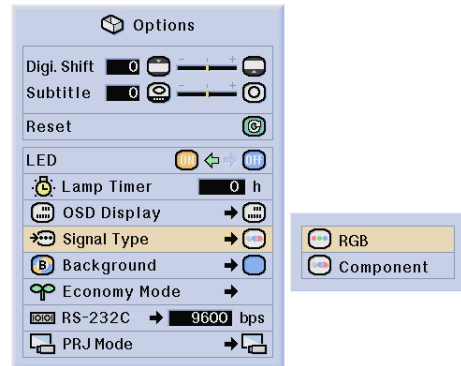 Options
Digi. Shift 0 - +
Subtitle 0 - +
Reset
LED ON OFF
Lamp Timer 0 h
OSD Display
Signal Type
B Background
Economy Mode
IOIOI RS-232C 9600 bps
PRJ Mode
RGB
Component